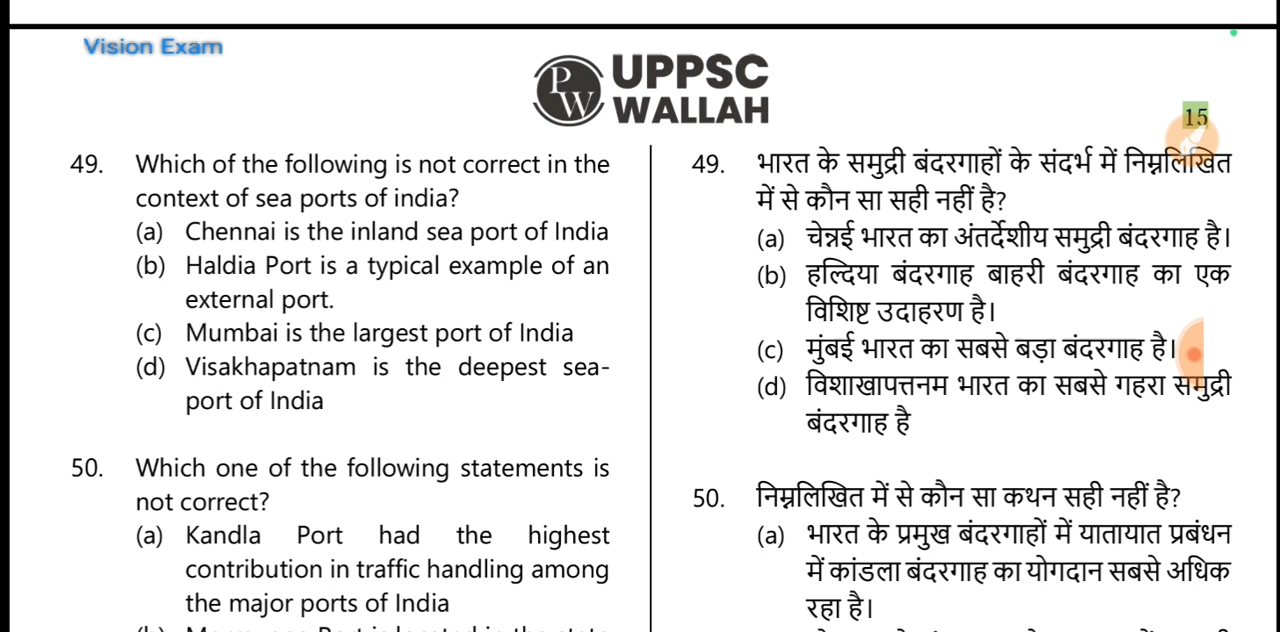 Vision Exam
PW UPPSC
WALLAH
15
49. Which of the following is not correct in the
context of sea ports of india?
(a) Chennai is the inland sea port of India
(b) Haldia Port is a typical example of an
external port.
(c) Mumbai is the largest port of India
(d) Visakhapatnam is the deepest sea-
port of India
50. Which one of the following statements is
not correct?
(a) Kandla Port had the highest
contribution in traffic handling among
the major ports of India
49. भारत के समुद्री बंदरगाहों के संदर्भ में निम्नलिखित
में से कौन सा सही नहीं है?
(a) चेन्नई भारत का अंतर्देशीय समुद्री बंदरगाह है।
(b) हल्दिया बंदरगाह बाहरी बंदरगाह का एक
विशिष्ट उदाहरण है।
(c) मुंबई भारत का सबसे बड़ा बंदरगाह है।
(d) विशाखापत्तनम भारत का सबसे गहरा समुद्री
बंदरगाह है
50. निम्नलिखित में से कौन सा कथन सही नहीं है?
(a) भारत के प्रमुख बंदरगाहों में यातायात प्रबंधन
में कांडला बंदरगाह का योगदान सबसे अधिक
रहा है।